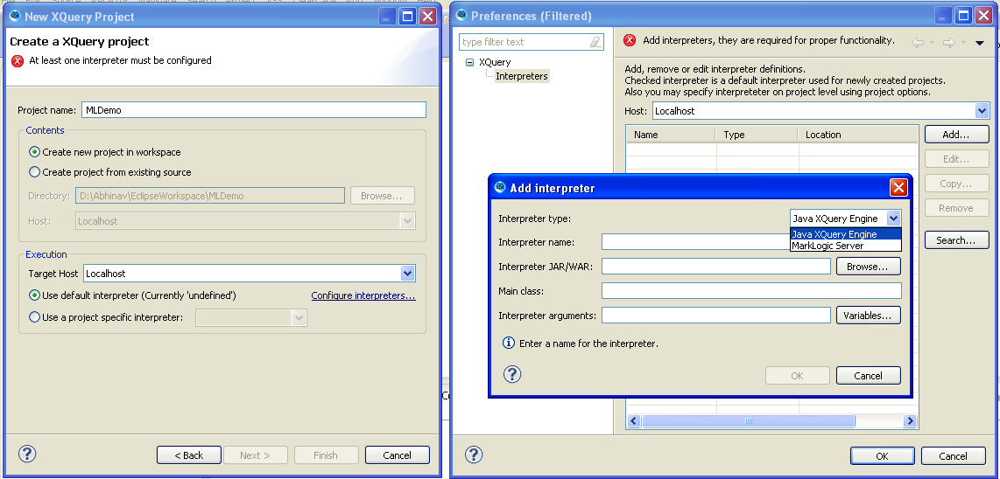 New XQuery Project
Create a XQuery project
At least one interpreter must be configured
Project name: MLDemo
Contents
Create new project in workspace
Create project from existing source
Directory: D:\Abhinav\EclipseWorkspace\MLDemo Browse...
Host: Localhost
Execution
Target Host Localhost
Use default interpreter (Currently 'undefined') Configure interpreters...
Use a project specific interpreter:
< Back Next > Finish Cancel
Preferences (Filtered)
type filter text
XQuery
Interpreters
Add interpreters, they are required for proper functionality.
Add, remove or edit interpreter definitions.
Checked interpreter is a default interpreter used for newly created projects.
Also you may specify interpreteter on project level using project options.
Host: Localhost
Name Type Location
Add...
Edit...
Copy...
Remove
Search...
Add interpreter
Interpreter type: Java XQuery Engine
Java XQuery Engine
MarkLogic Server
Interpreter name:
Interpreter JAR/WAR: Browse...
Main class:
Interpreter arguments: Variables...
Enter a name for the interpreter.
OK Cancel
OK Cancel